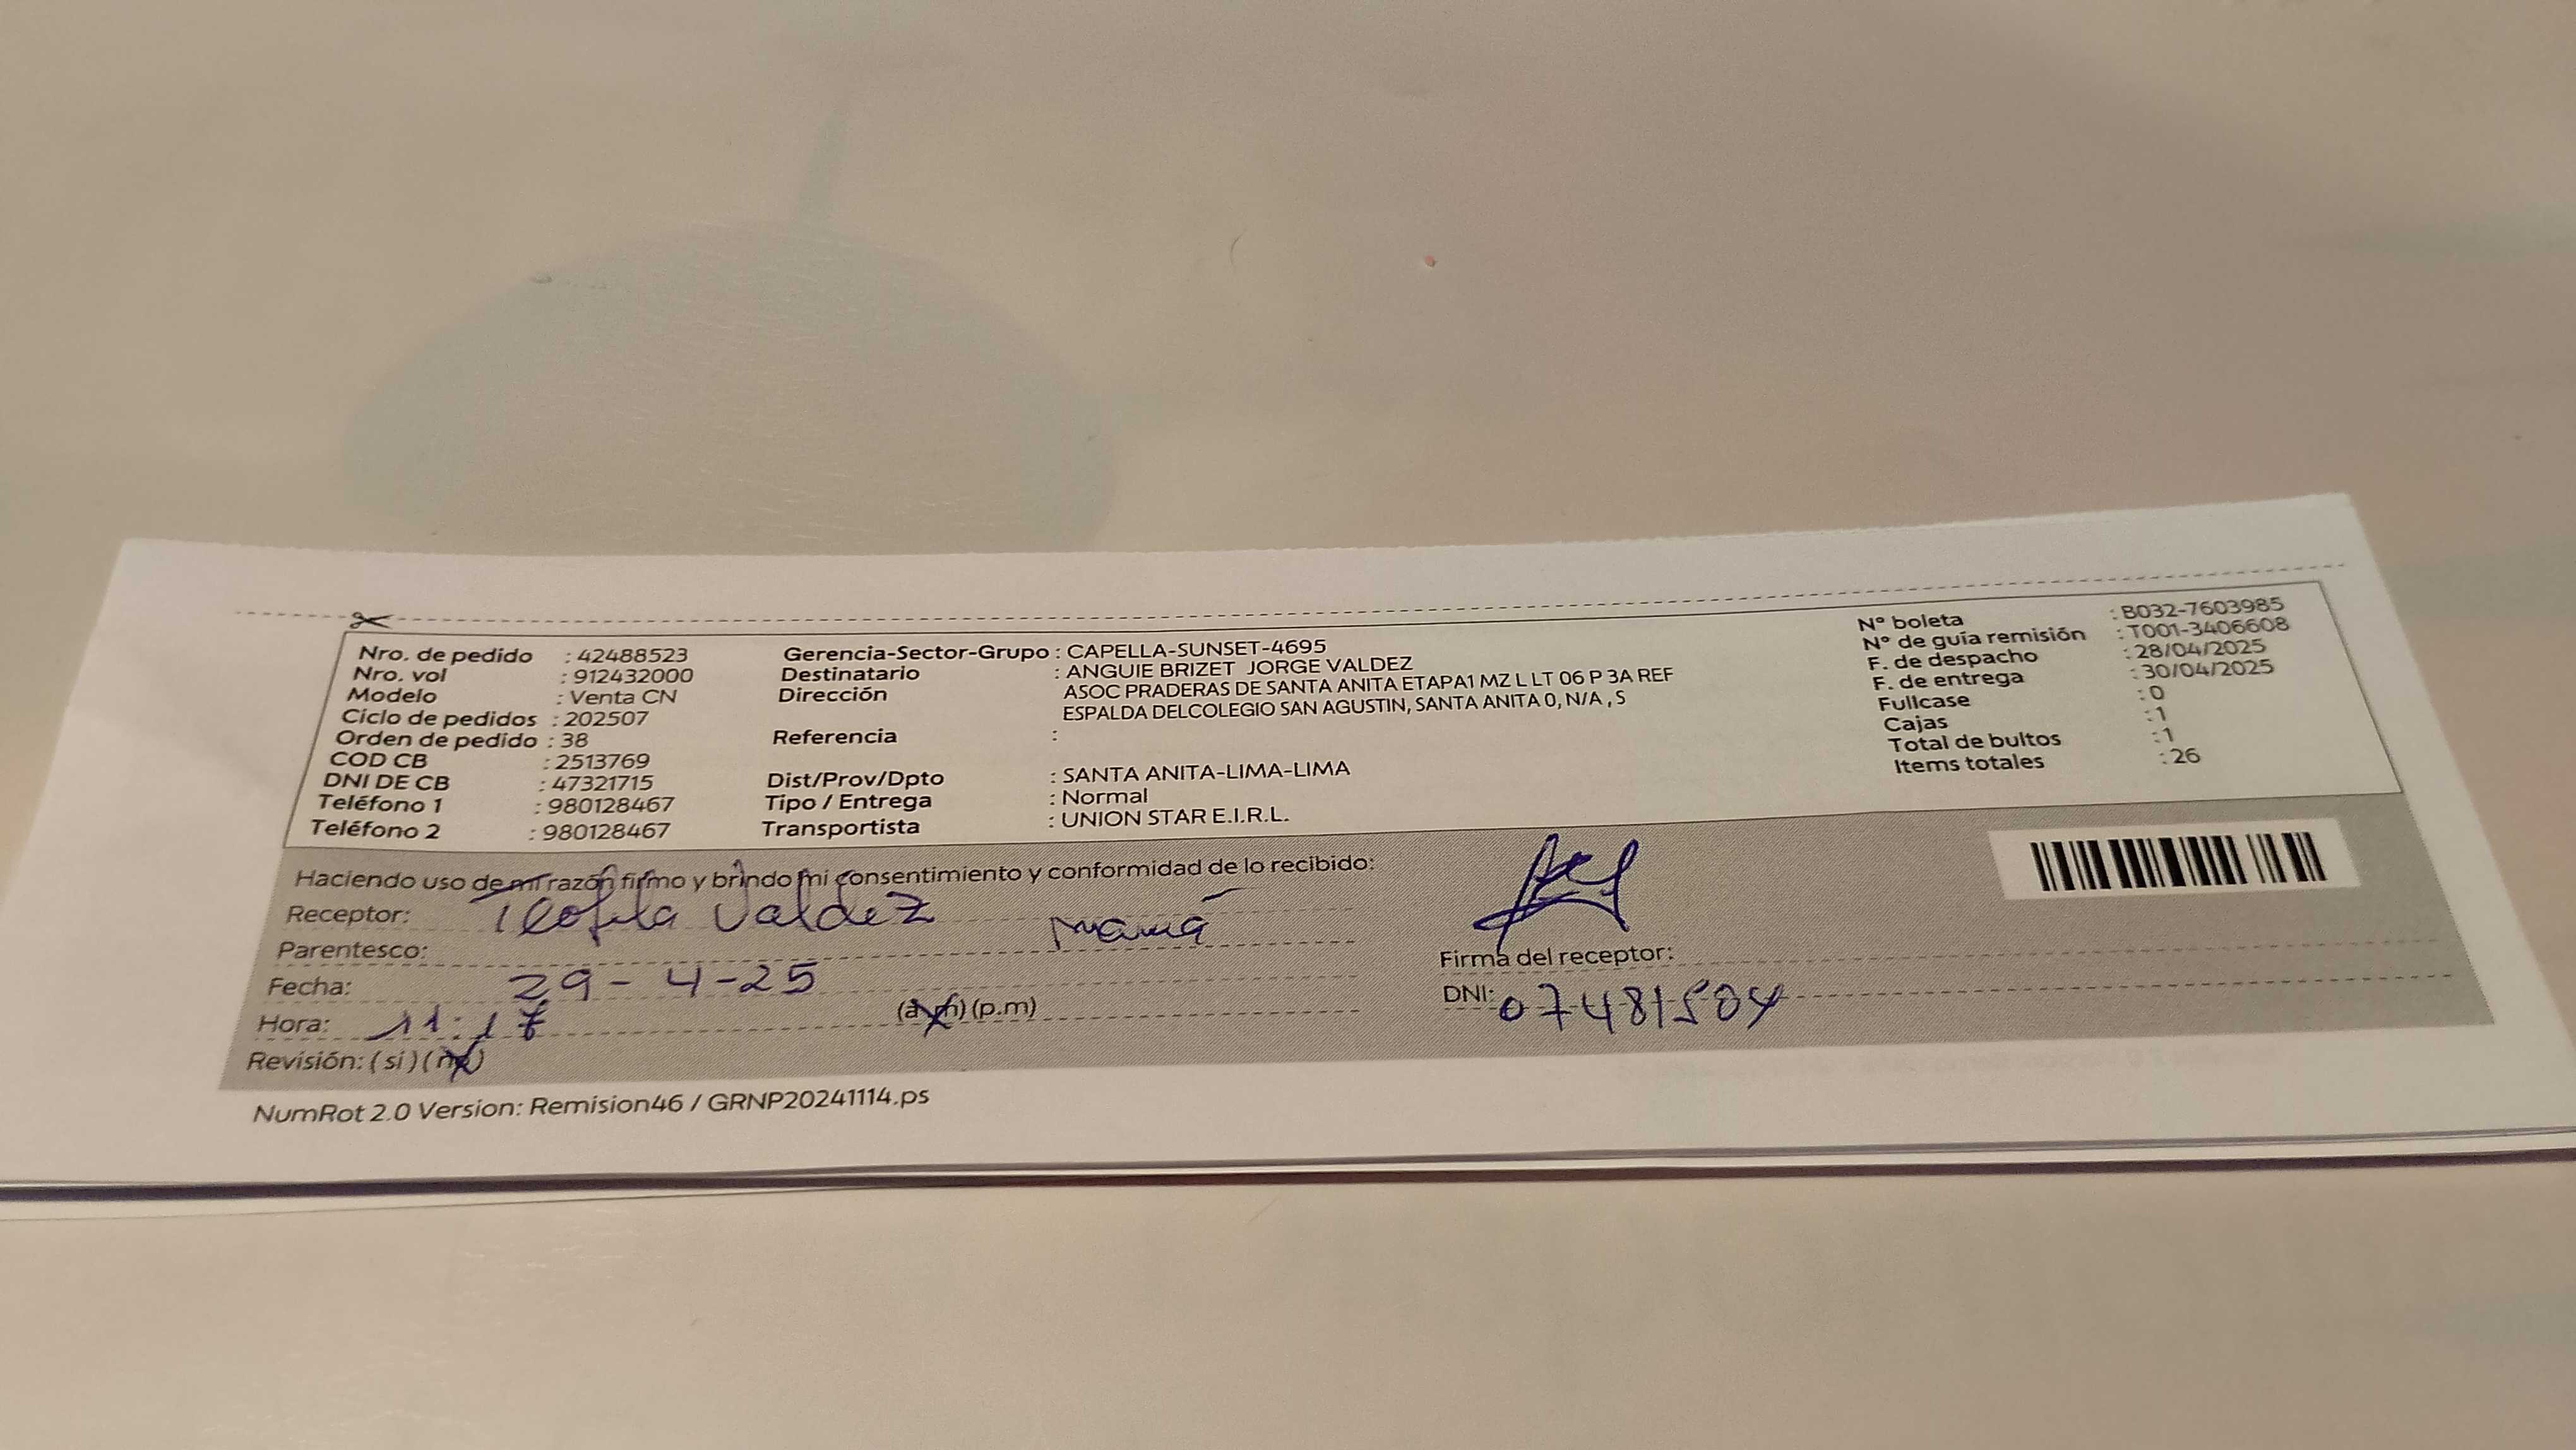 Nro. de pedido : 42488523
Nro. vol : 912432000
Modelo : Venta CN
Ciclo de pedidos : 202507
Orden de pedido : 38
COD CB : 2513769
DNI DE CB : 47321715
Teléfono 1 : 980128467
Teléfono 2 : 980128467
Gerencia-Sector-Grupo : CAPELLA-SUNSET-4695
Destinatario : ANGUIE BRIZET JORGE VALDEZ
Dirección ASOC PRADERAS DE SANTA ANITA ETAPA1 MZ L LT 06 P 3A REF
ESPALDA DELCOLEGIO SAN AGUSTIN, SANTA ANITA 0, N/A , S
Referencia :
Dist/Prov/Dpto : SANTA ANITA-LIMA-LIMA
Tipo / Entrega : Normal
Transportista : UNION STAR E.I.R.L.
N° boleta : B032-7603985
N° de guía remisión : T001-3406608
F. de despacho : 28/04/2025
F. de entrega : 30/04/2025
Fullcase : 0
Cajas : 1
Total de bultos : 1
Items totales : 26
Haciendo uso de mi razón firmo y brindo mi consentimiento y conformidad de lo recibido:
Receptor: Teofila Valdez
Parentesco: mamá
Fecha: 29-4-25
Hora: 11:17 (a.m) (p.m)
Revisión: ( si ) ( no )
Firma del receptor:
DNI: 07481504
NumRot 2.0 Version: Remision46 / GRNP20241114.ps